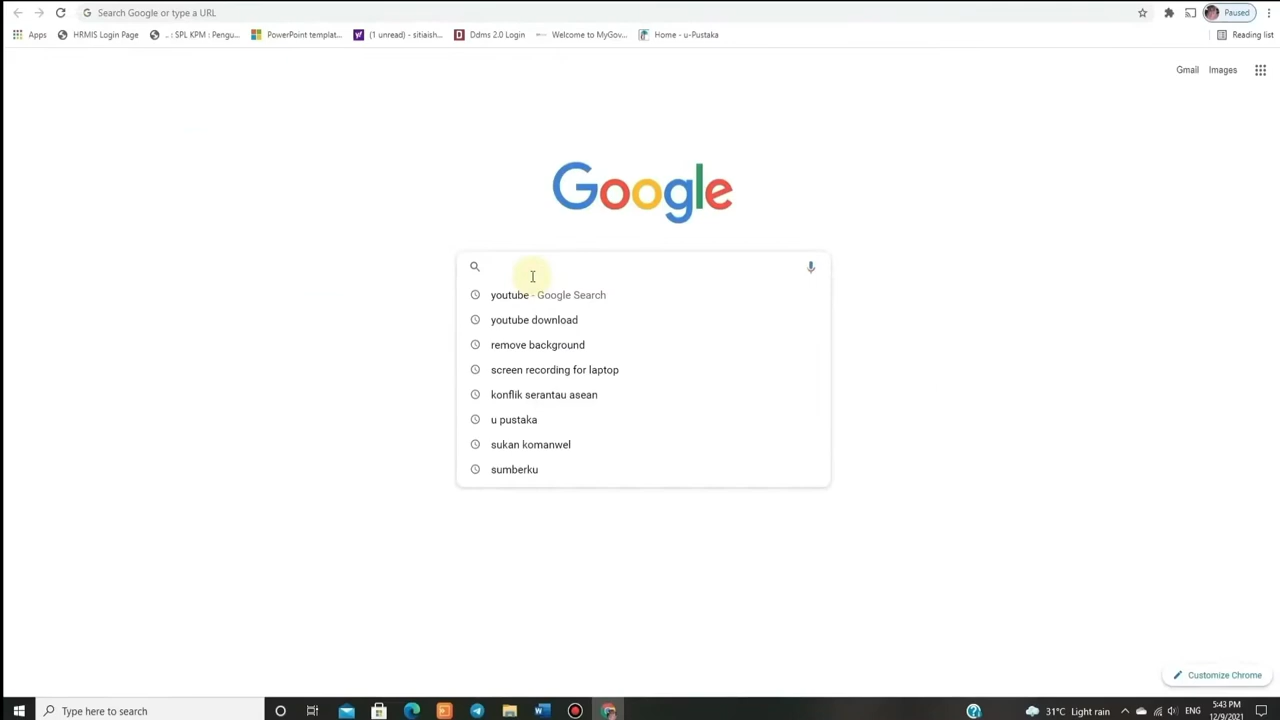 Search Google or type a URL
Paused
Apps
HRMIS Login Page
..: SPL KPM : Pengu...
PowerPoint templat...
(1 unread) - sitiaish...
Ddms 2.0 Login
Welcome to MyGov...
Home - u-Pustaka
Reading list
Gmail
Images
Google
youtube - Google Search
youtube download
remove background
screen recording for laptop
konflik serantau asean
u pustaka
sukan komanwel
sumberku
Customize Chrome
Type here to search
31°C Light rain
ENG
5:43 PM
12/9/2021